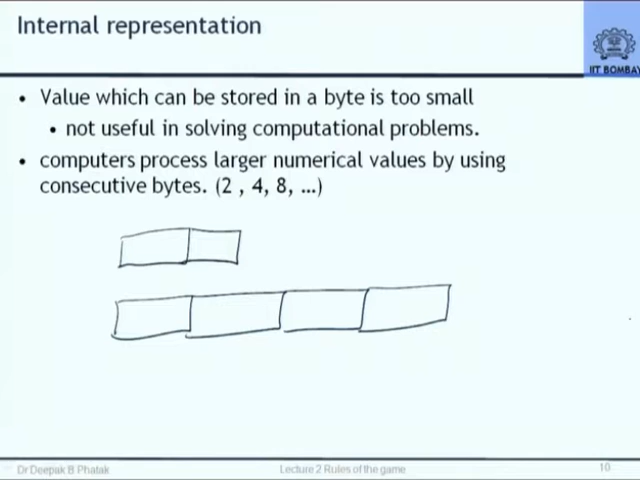 Internal representation
IIT BOMBAY
• Value which can be stored in a byte is too small
• not useful in solving computational problems.
• computers process larger numerical values by using
consecutive bytes. (2 , 4, 8, ...)
Dr Deepak B Phatak
Lecture 2 Rules of the game
10